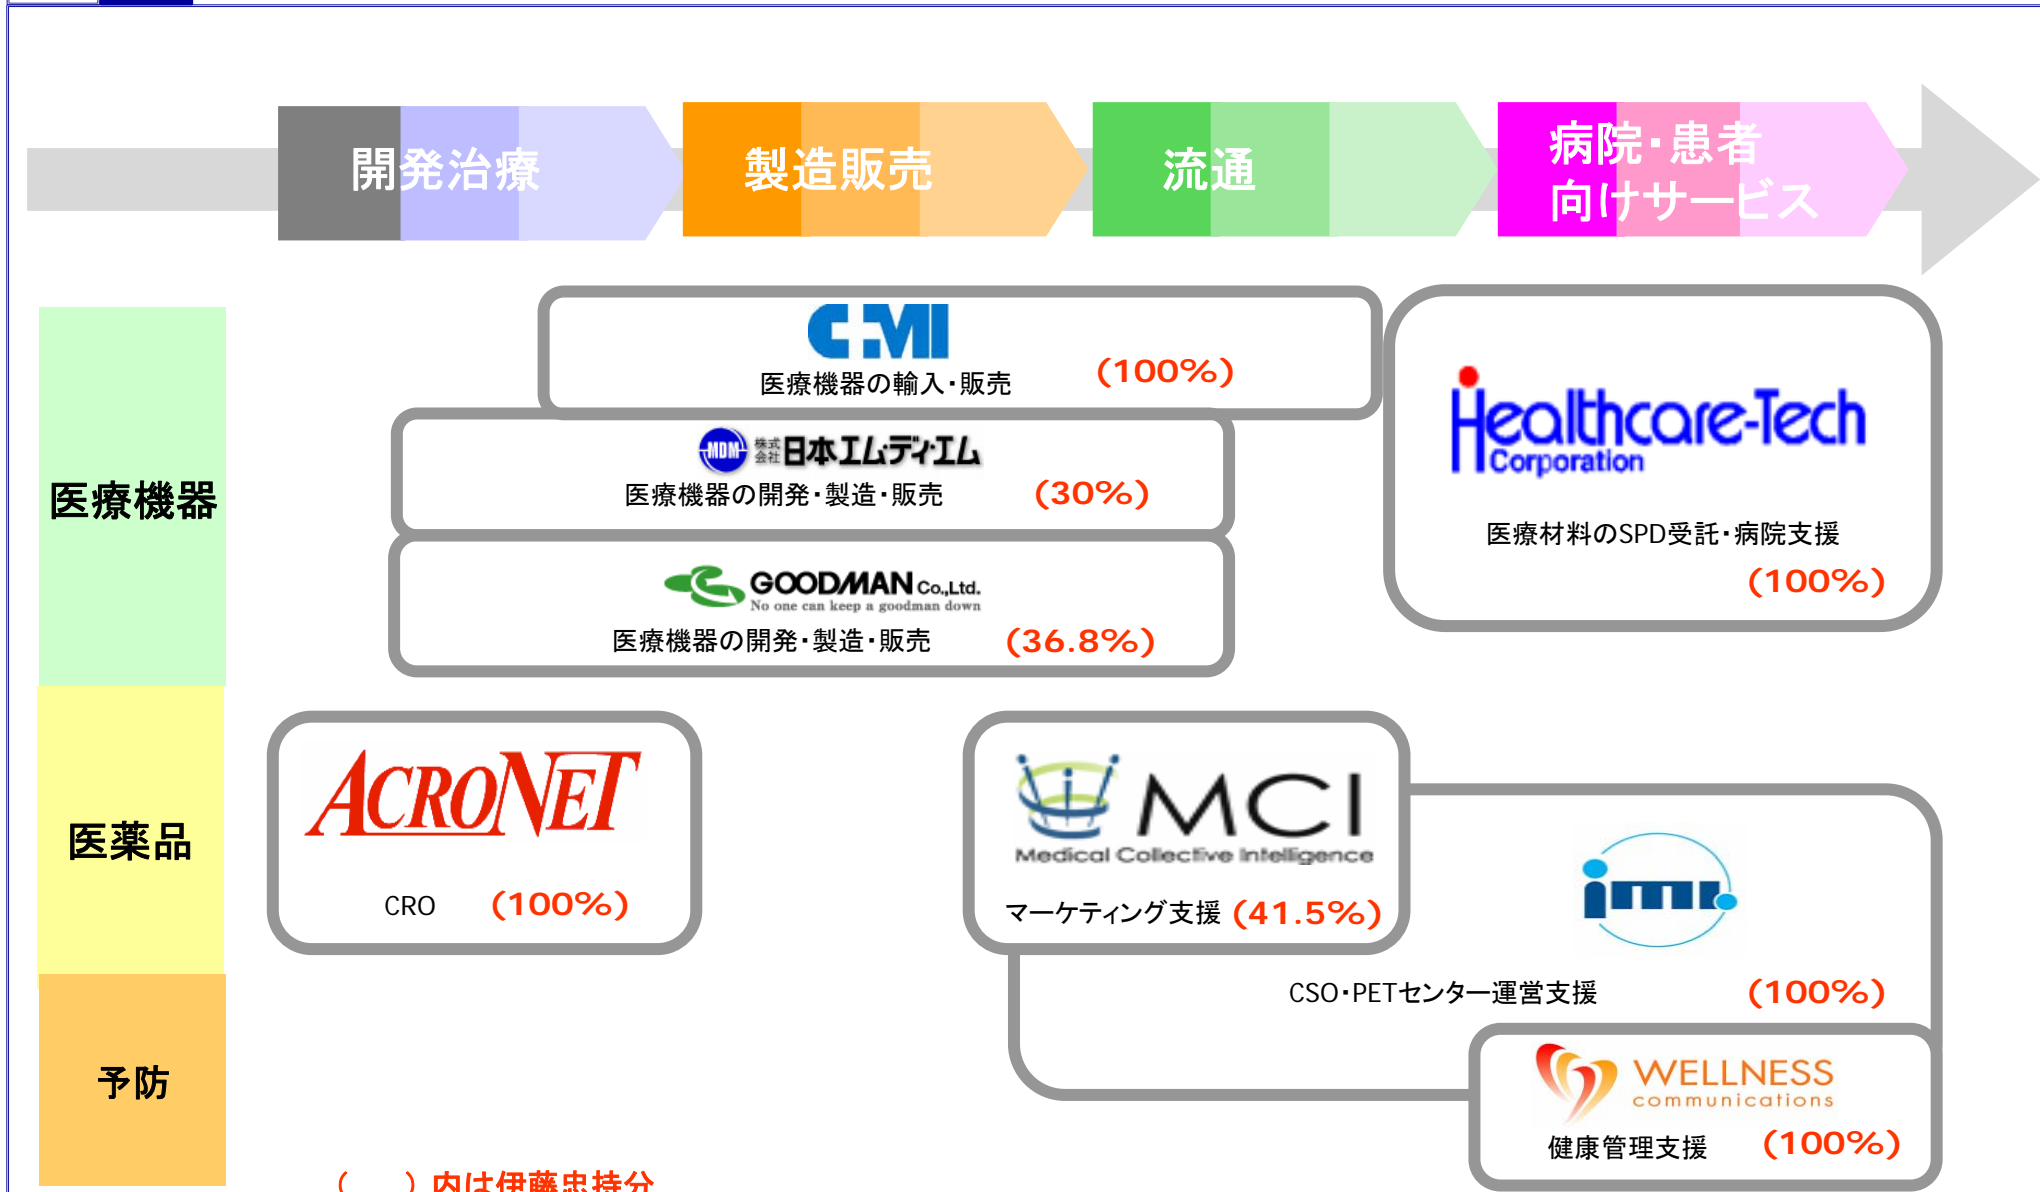 開発治療
製造販売
流通
病院・患者
向けサービス
医療機器
CMI
医療機器の輸入・販売 (100%)
MDM 株式会社 日本エム・ディ・エム
医療機器の開発・製造・販売 (30%)
GOODMAN Co.,Ltd.
No one can keep a goodman down
医療機器の開発・製造・販売 (36.8%)
Healthcare-Tech
Corporation
医療材料のSPD受託・病院支援
(100%)
医薬品
ACRONET
CRO (100%)
MCI
Medical Collective Intelligence
マーケティング支援 (41.5%)
imi
CSO・PETセンター運営支援 (100%)
予防
WELLNESS
communications
健康管理支援 (100%)
(　　) 内は伊藤忠持分